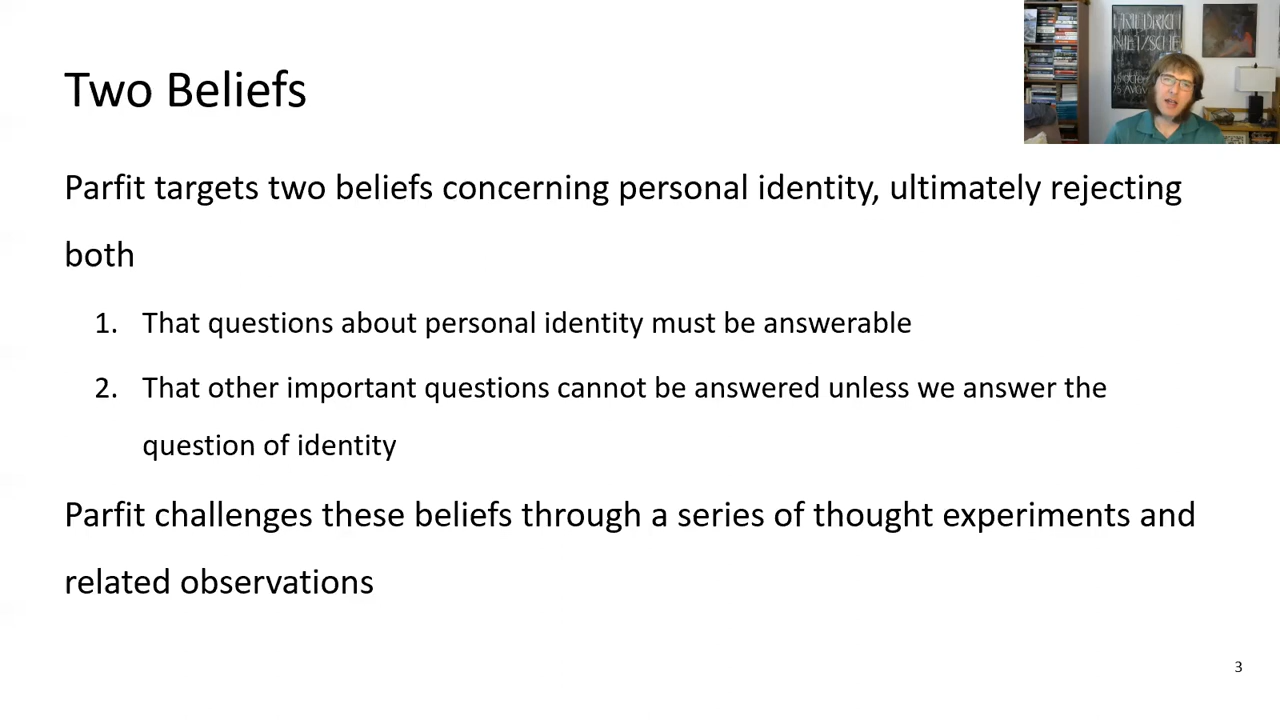 Two Beliefs
Parfit targets two beliefs concerning personal identity, ultimately rejecting
both
1. That questions about personal identity must be answerable
2. That other important questions cannot be answered unless we answer the
question of identity
Parfit challenges these beliefs through a series of thought experiments and
related observations
3
NIETZSCHE